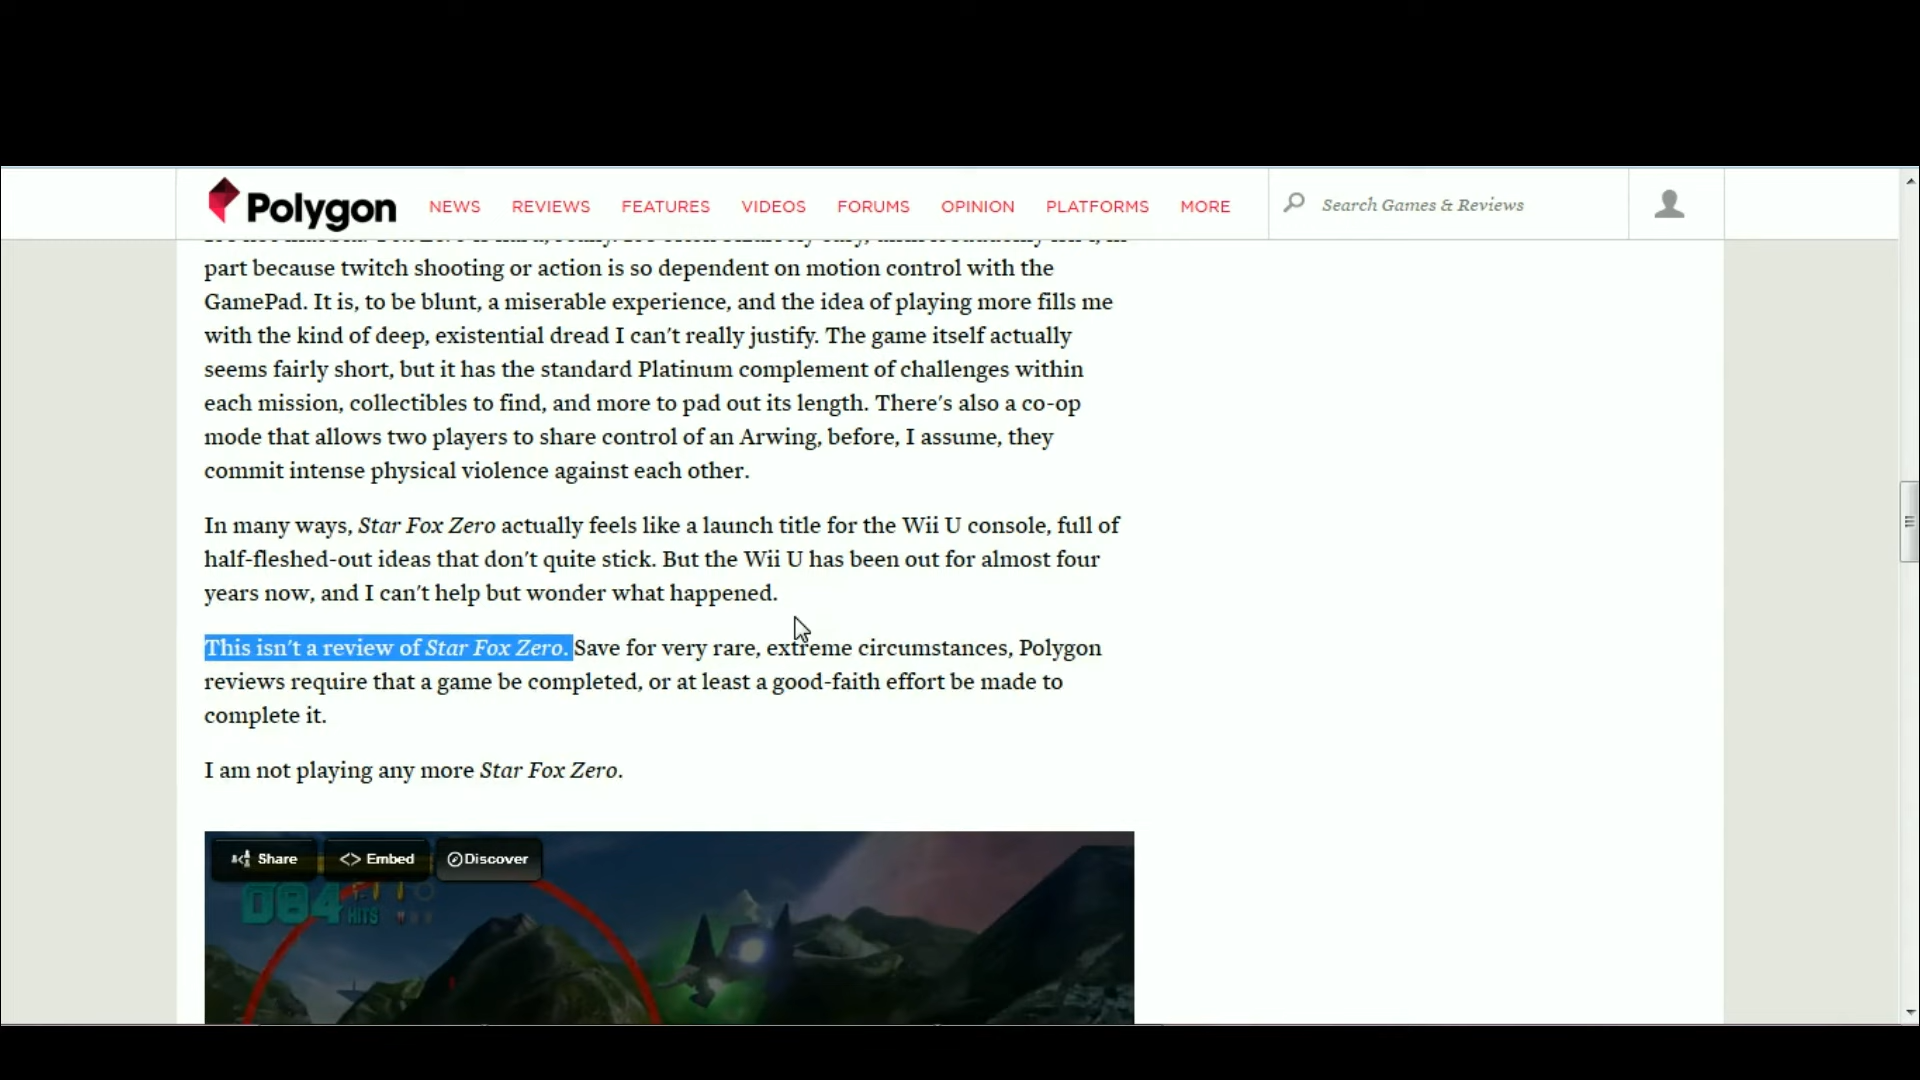 Polygon NEWS REVIEWS FEATURES VIDEOS FORUMS OPINION PLATFORMS MORE Search Games & Reviews
part because twitch shooting or action is so dependent on motion control with the
GamePad. It is, to be blunt, a miserable experience, and the idea of playing more fills me
with the kind of deep, existential dread I can't really justify. The game itself actually
seems fairly short, but it has the standard Platinum complement of challenges within
each mission, collectibles to find, and more to pad out its length. There's also a co-op
mode that allows two players to share control of an Arwing, before, I assume, they
commit intense physical violence against each other.
In many ways, Star Fox Zero actually feels like a launch title for the Wii U console, full of
half-fleshed-out ideas that don't quite stick. But the Wii U has been out for almost four
years now, and I can't help but wonder what happened.
This isn't a review of Star Fox Zero. Save for very rare, extreme circumstances, Polygon
reviews require that a game be completed, or at least a good-faith effort be made to
complete it.
I am not playing any more Star Fox Zero.
Share <> Embed Discover
084 HITS